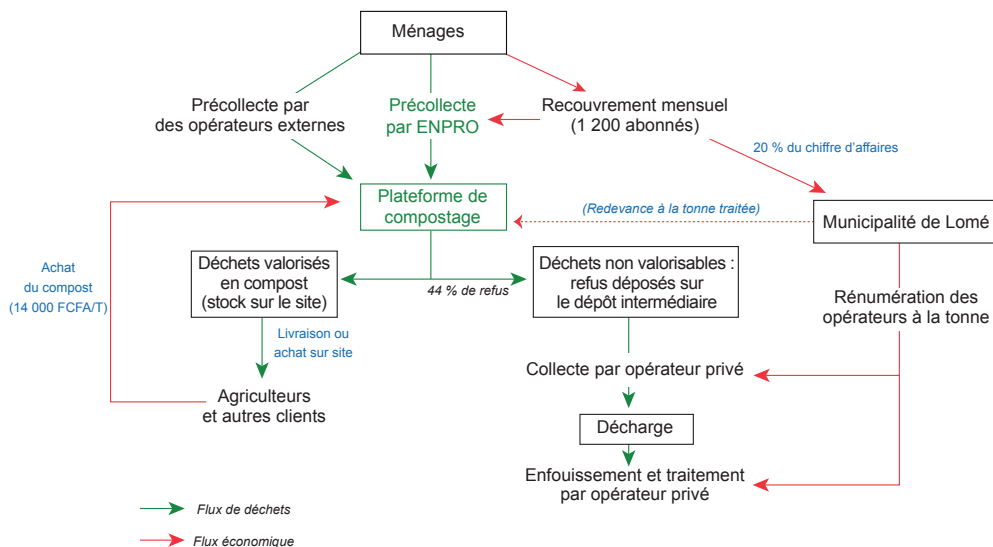 Ménages
Précollecte par
des opérateurs externes
Précollecte
par ENPRO
Recouvrement mensuel
(1 200 abonnés)
20 % du chiffre d'affaires
Plateforme de
compostage
(Redevance à la tonne traitée)
Municipalité de Lomé
Achat
du compost
(14 000 FCFA/T)
Déchets valorisés
en compost
(stock sur le site)
44 % de refus
Déchets non valorisables :
refus déposés sur
le dépôt intermédiaire
Rénumération des
opérateurs à la tonne
Livraison ou
achat sur site
Collecte par opérateur privé
Agriculteurs
et autres clients
Décharge
Enfouissement et traitement
par opérateur privé
Flux de déchets
Flux économique